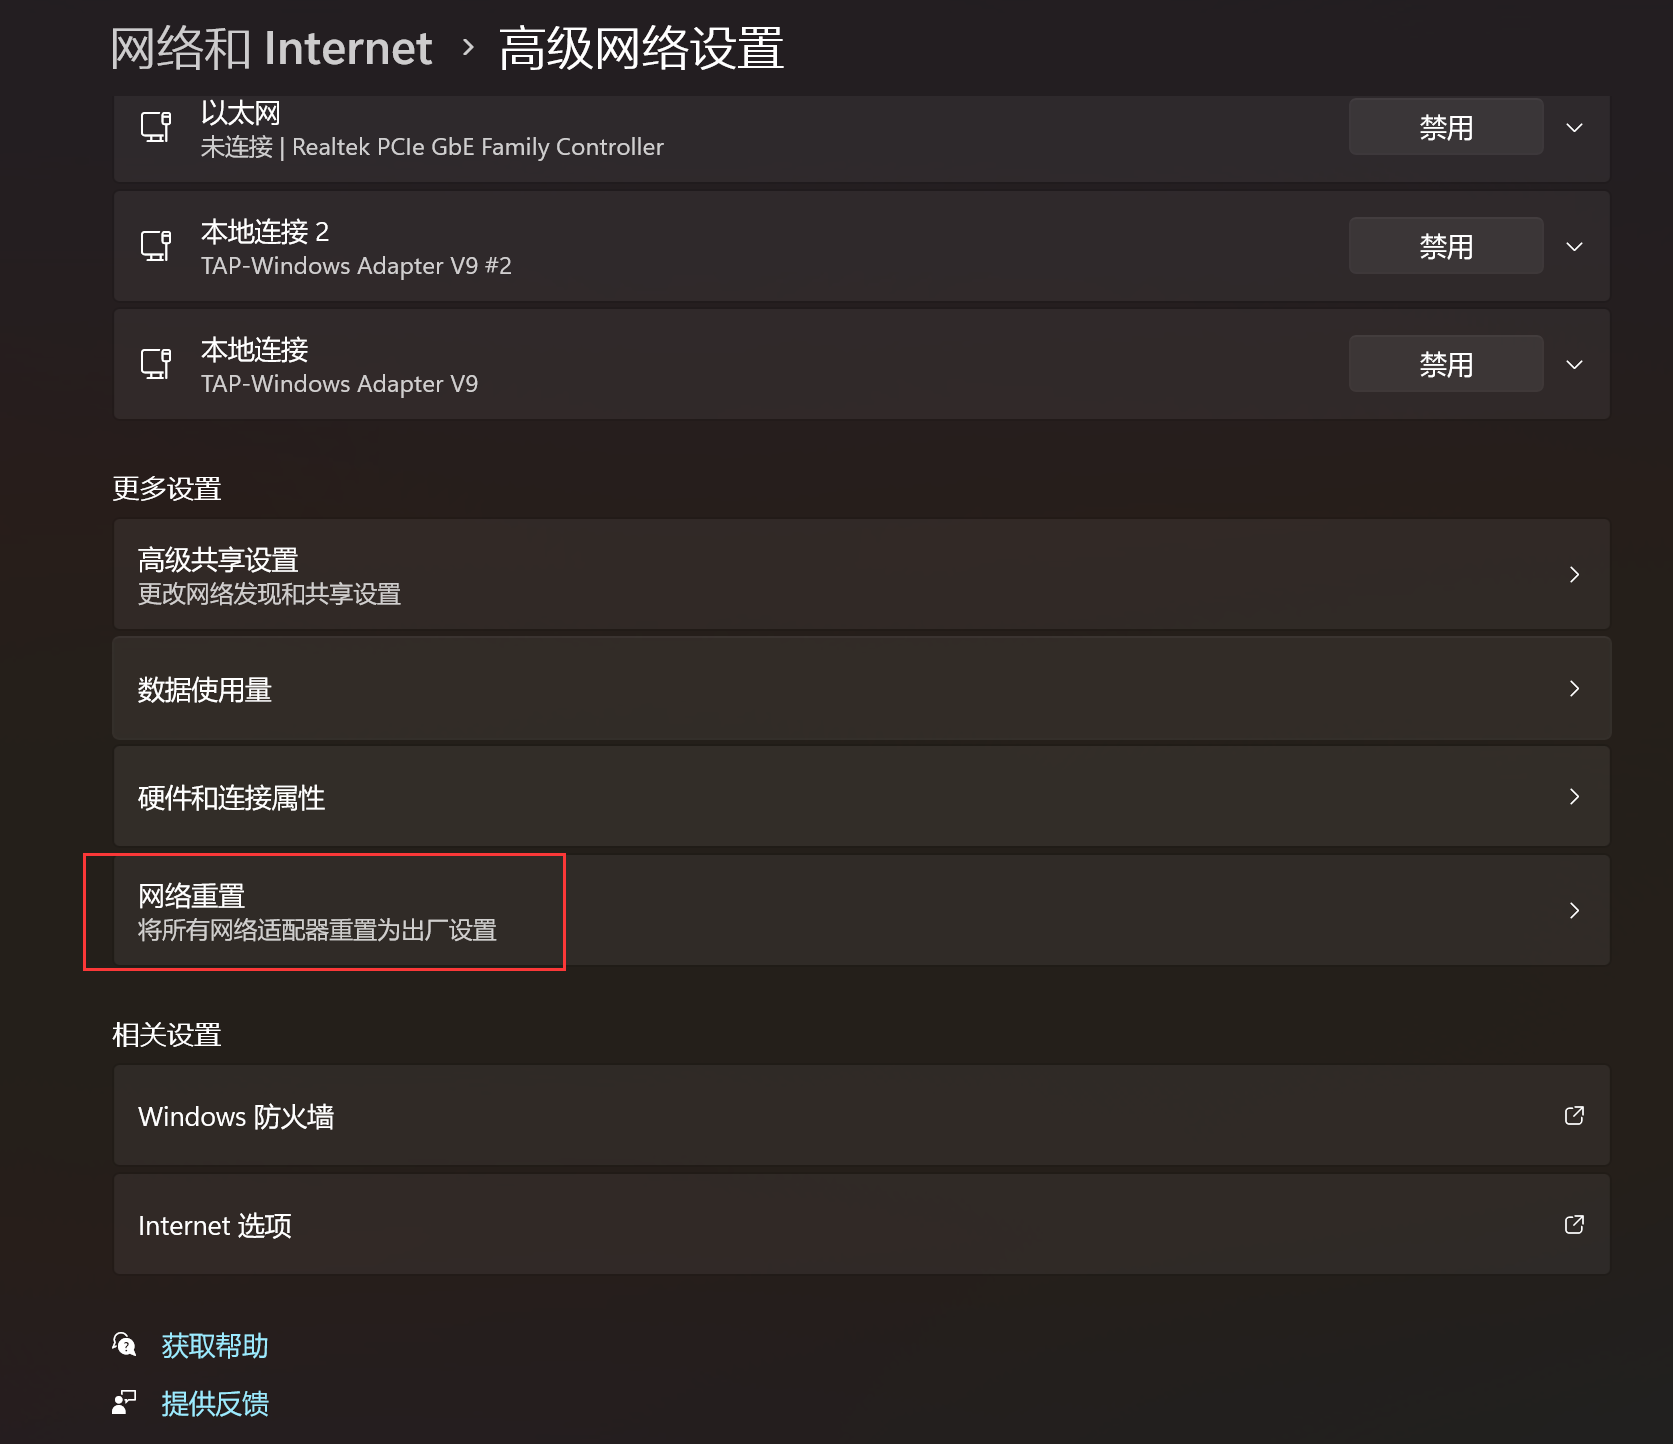 网络和 Internet › 高级网络设置
以太网
未连接 | Realtek PCIe GbE Family Controller
禁用
本地连接 2
TAP-Windows Adapter V9 #2
禁用
本地连接
TAP-Windows Adapter V9
禁用
更多设置
高级共享设置
更改网络发现和共享设置
数据使用量
硬件和连接属性
网络重置
将所有网络适配器重置为出厂设置
相关设置
Windows 防火墙
Internet 选项
获取帮助
提供反馈